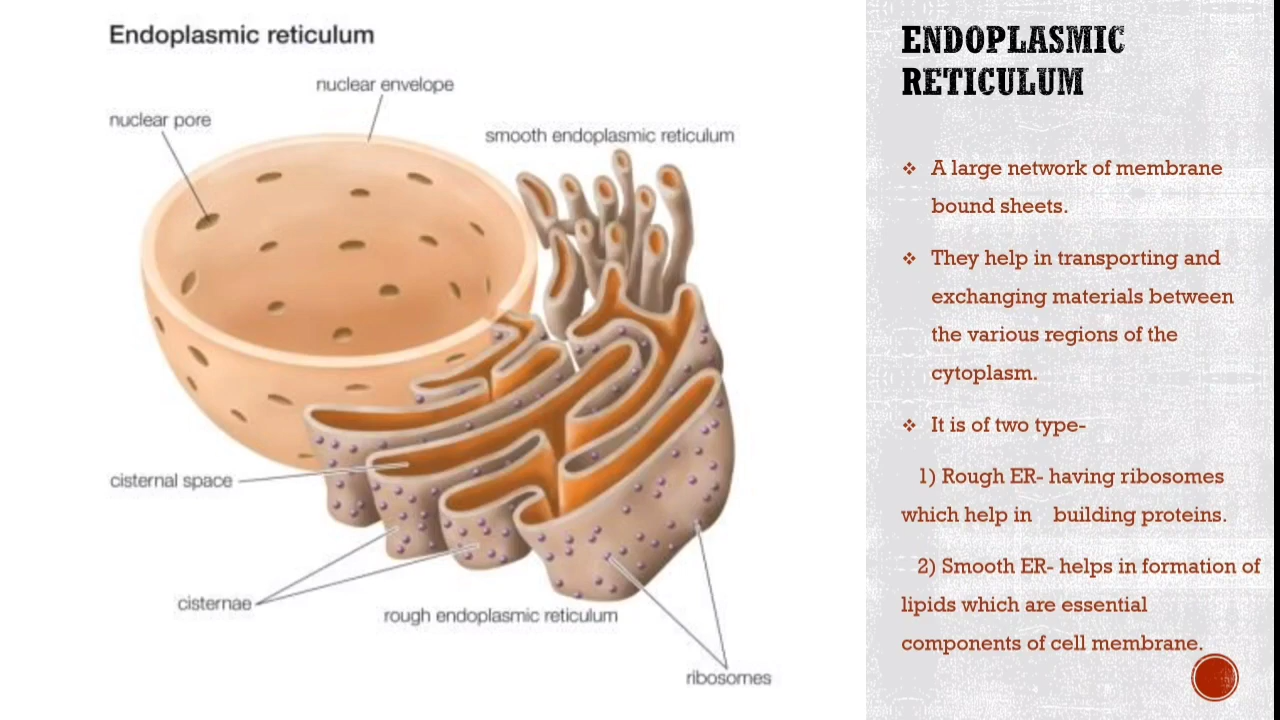 Endoplasmic reticulum
nuclear envelope
nuclear pore
smooth endoplasmic reticulum
cisternal space
cisternae
rough endoplasmic reticulum
ribosomes
ENDOPLASMIC
RETICULUM
❖ A large network of membrane
bound sheets.
❖ They help in transporting and
exchanging materials between
the various regions of the
cytoplasm.
❖ It is of two type-
1) Rough ER- having ribosomes
which help in building proteins.
2) Smooth ER- helps in formation of
lipids which are essential
components of cell membrane.